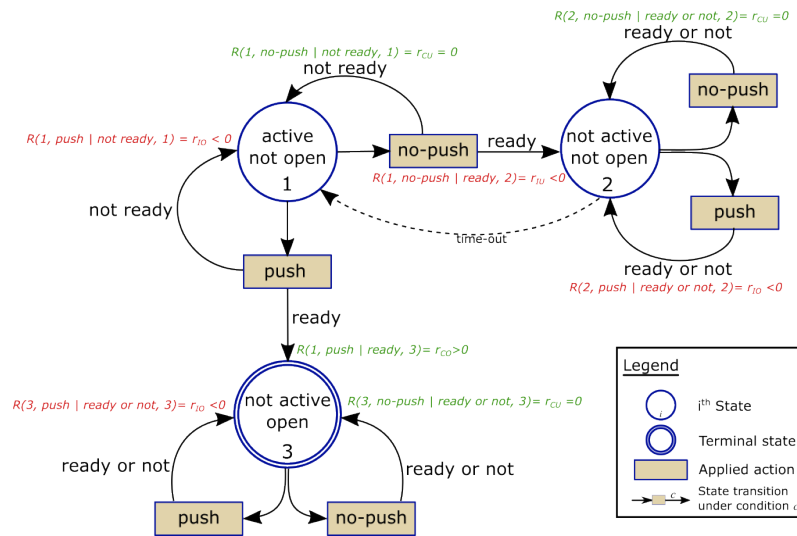 R(2, no-push | ready or not, 2)= rCU =0
ready or not
no-push
R(1, no-push | not ready, 1) = rCU = 0
not ready
R(1, push | not ready, 1) = rIO < 0
active
not open
1
no-push
ready
R(1, no-push | ready, 2)= rIU <0
not active
not open
2
push
not ready
time-out
ready or not
R(2, push | ready or not, 2)= rIO <0
push
ready
R(1, push | ready, 3)= rCO>0
R(3, push | ready or not, 3)= rIO <0
not active
open
3
R(3, no-push | ready or not, 3)= rCU =0
ready or not
ready or not
push
no-push
Legend
i
ith State
Terminal state
Applied action
c
State transition
under condition c